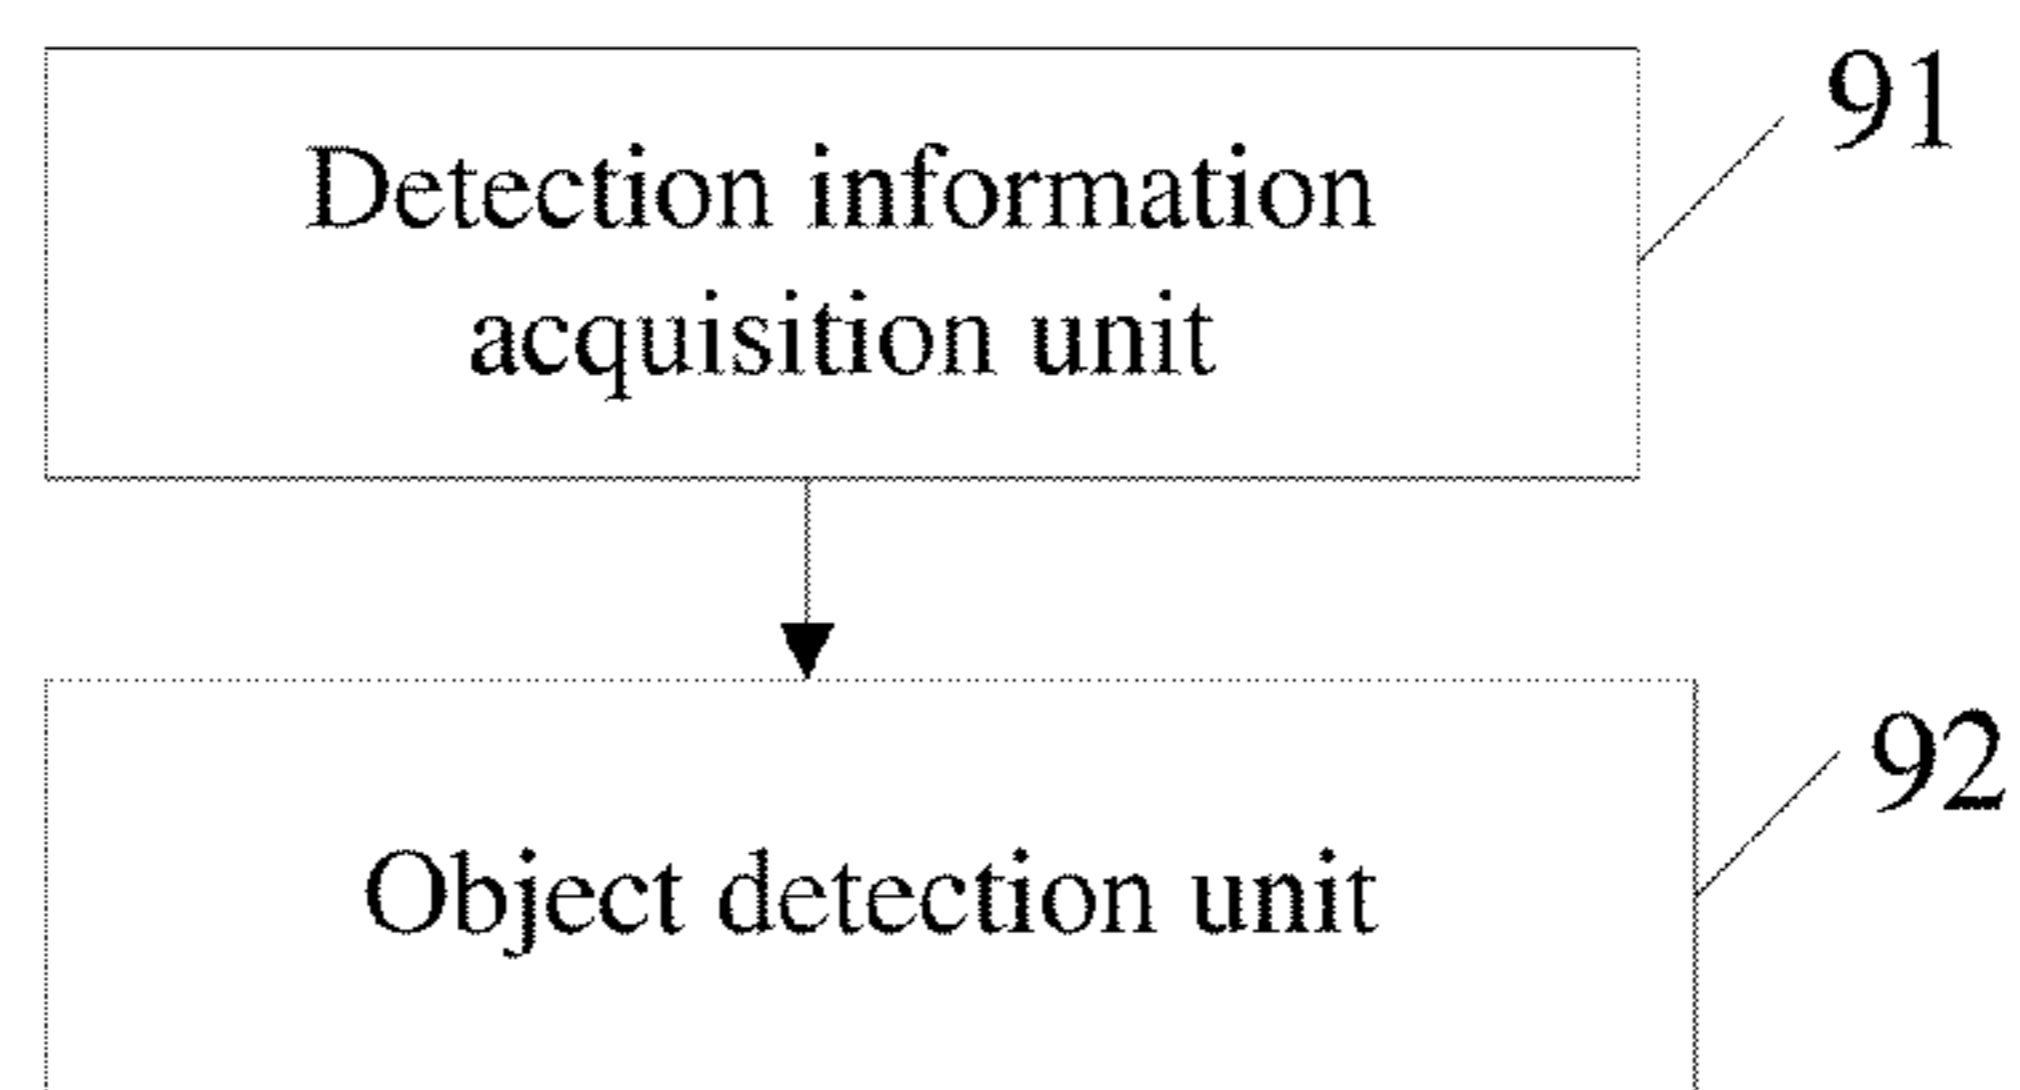 Detection information
acquisition unit
91
Object detection unit
92